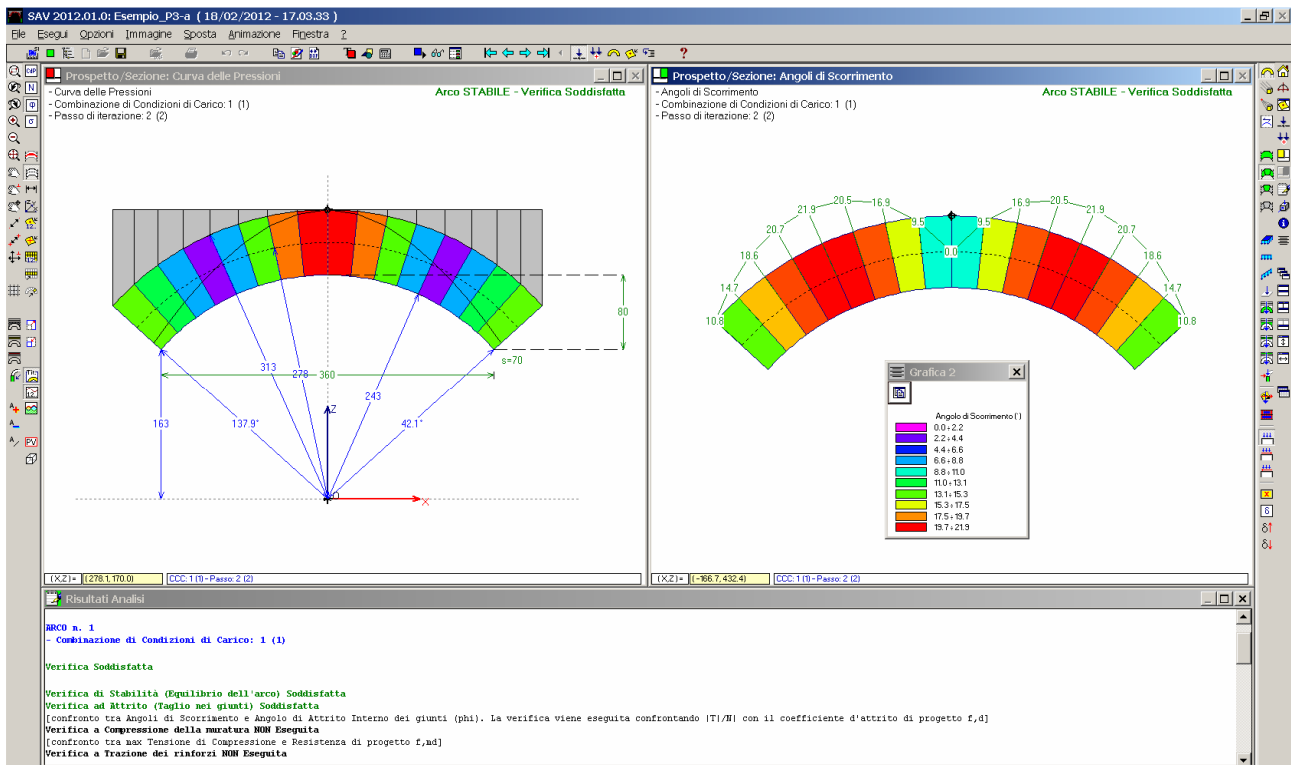 SAV 2012.01.0: Esempio_P3-a ( 18/02/2012 - 17.03.33 )
File Esegui Opzioni Immagine Sposta Animazione Finestra ?
Prospetto/Sezione: Curva delle Pressioni
- Curva delle Pressioni
Arco STABILE - Verifica Soddisfatta
- Combinazione di Condizioni di Carico: 1 (1)
- Passo di iterazione: 2 (2)
80
s=70
313
278
360
243
163
137.9°
Z
42.1°
O
X
(X,Z)= (278.1, 170.0) CCC: 1 (1) - Passo: 2 (2)
Prospetto/Sezione: Angoli di Scorrimento
- Angoli di Scorrimento
Arco STABILE - Verifica Soddisfatta
- Combinazione di Condizioni di Carico: 1 (1)
- Passo di iterazione: 2 (2)
10.8
14.7
18.6
20.7
21.9
20.5
16.9
9.5
0.0
9.5
16.9
20.5
21.9
20.7
18.6
14.7
10.8
Grafica 2
Angolo di Scorrimento (°)
0.0÷2.2
2.2÷4.4
4.4÷6.6
6.6÷8.8
8.8÷11.0
11.0÷13.1
13.1÷15.3
15.3÷17.5
17.5÷19.7
19.7÷21.9
(X,Z)= (-166.7, 432.4) CCC: 1 (1) - Passo: 2 (2)
Risultati Analisi
ARCO n. 1
- Combinazione di Condizioni di Carico: 1 (1)
Verifica Soddisfatta
Verifica di Stabilità (Equilibrio dell'arco) Soddisfatta
Verifica ad Attrito (Taglio nei giunti) Soddisfatta
[confronto tra Angoli di Scorrimento e Angolo di Attrito Interno dei giunti (phi). La verifica viene eseguita confrontando |T|/N| con il coefficiente d'attrito di progetto f,d]
Verifica a Compressione della muratura NON Eseguita
[confronto tra max Tensione di Compressione e Resistenza di progetto f,md]
Verifica a Trazione dei rinforzi NON Eseguita